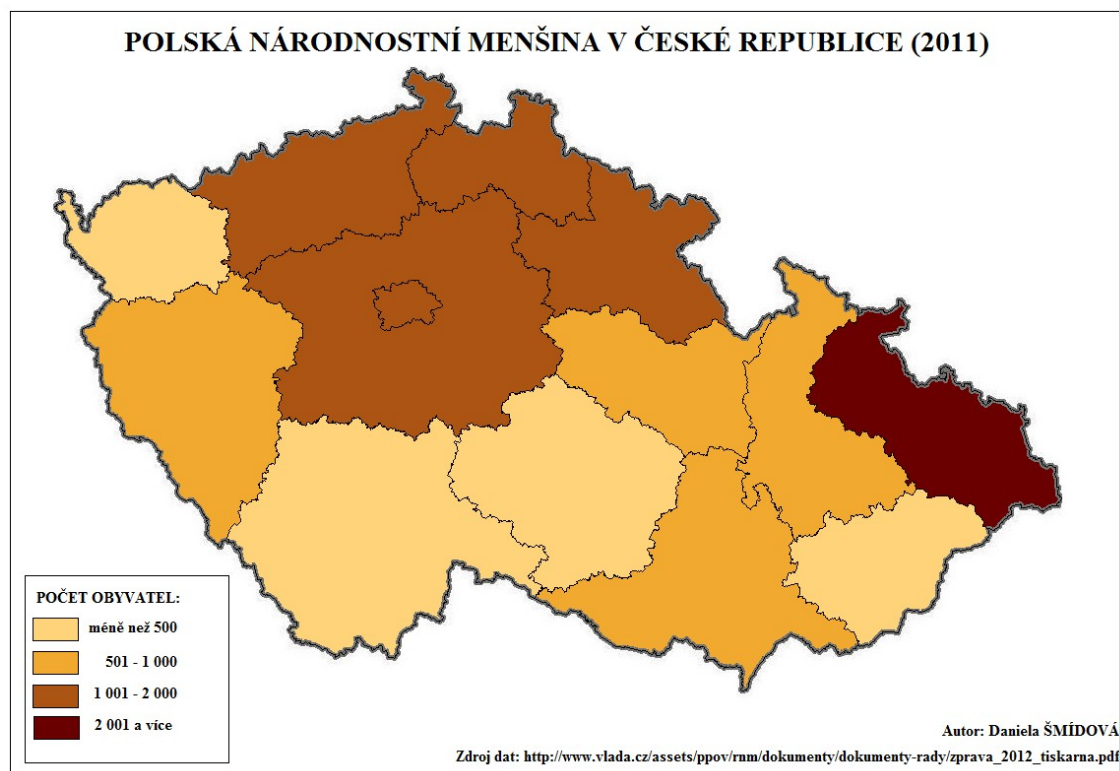 POLSKÁ NÁRODNOSTNÍ MENŠINA V ČESKÉ REPUBLICE (2011)
POČET OBYVATEL:
méně než 500
501 - 1 000
1 001 - 2 000
2 001 a více
Autor: Daniela ŠMÍDOVÁ
Zdroj dat: http://www.vlada.cz/assets/ppov/rnm/dokumenty/dokumenty-rady/zprava_2012_tiskarna.pdf